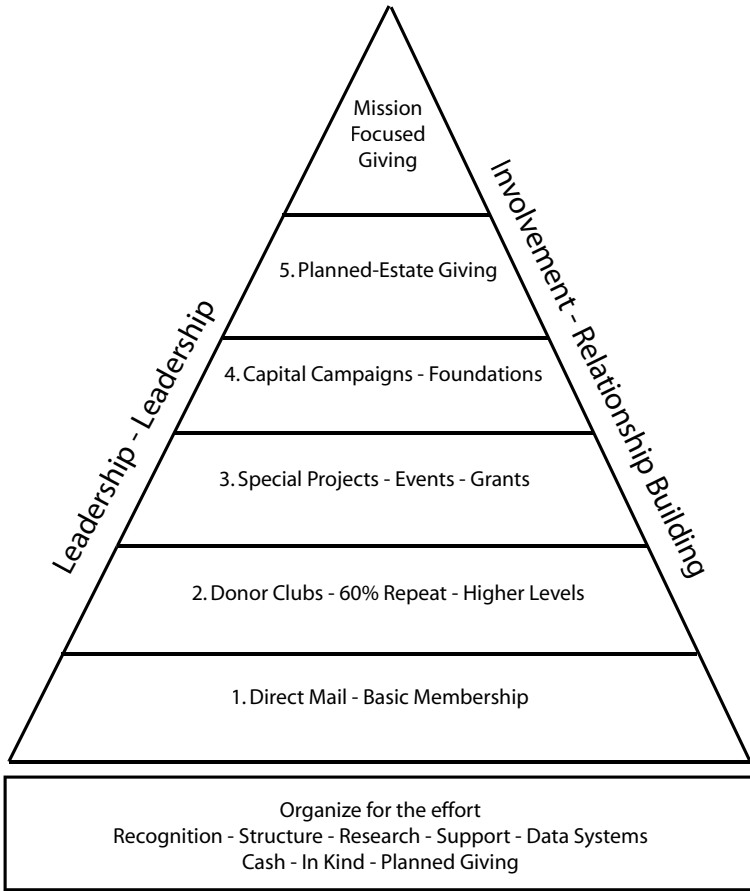 Mission
Focused
Giving
5. Planned-Estate Giving
4. Capital Campaigns - Foundations
3. Special Projects - Events - Grants
2. Donor Clubs - 60% Repeat - Higher Levels
1. Direct Mail - Basic Membership
Leadership - Leadership
Involvement - Relationship Building
Organize for the effort
Recognition - Structure - Research - Support - Data Systems
Cash - In Kind - Planned Giving